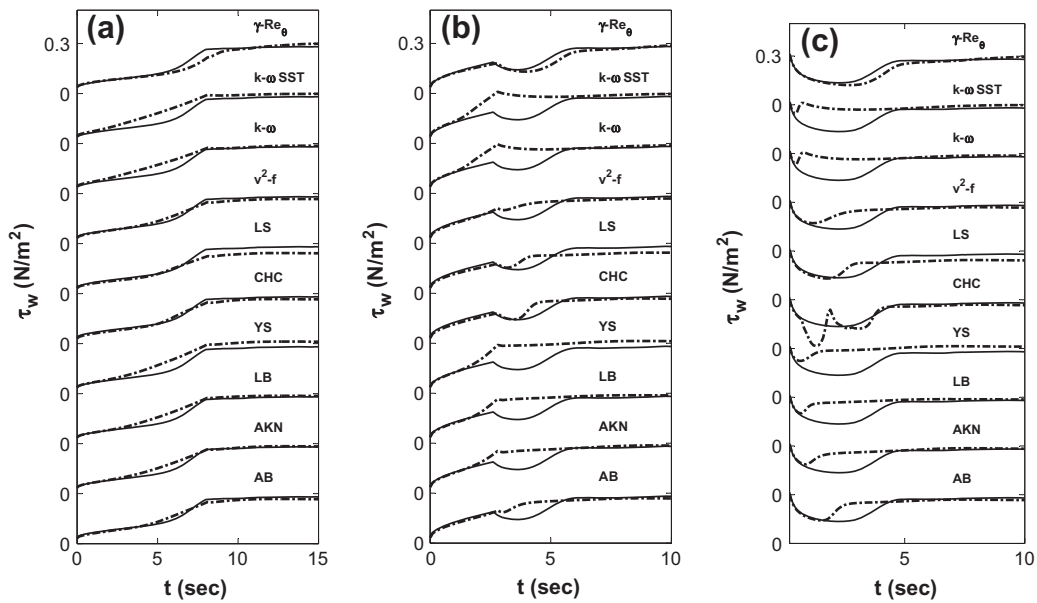 (a)
γ-Re_θ
k-ω SST
k-ω
v²-f
LS
CHC
YS
LB
AKN
AB
0.3
0
0
0
0
0
0
0
0
0
0
τ_w (N/m²)
0
5
10
15
t (sec)
(b)
γ-Re_θ
k-ω SST
k-ω
v²-f
LS
CHC
YS
LB
AKN
AB
0.3
0
0
0
0
0
0
0
0
0
0
τ_w (N/m²)
0
5
10
t (sec)
(c)
γ-Re_θ
k-ω SST
k-ω
v²-f
LS
CHC
YS
LB
AKN
AB
0.3
0
0
0
0
0
0
0
0
0
0
τ_w (N/m²)
5
10
t (sec)